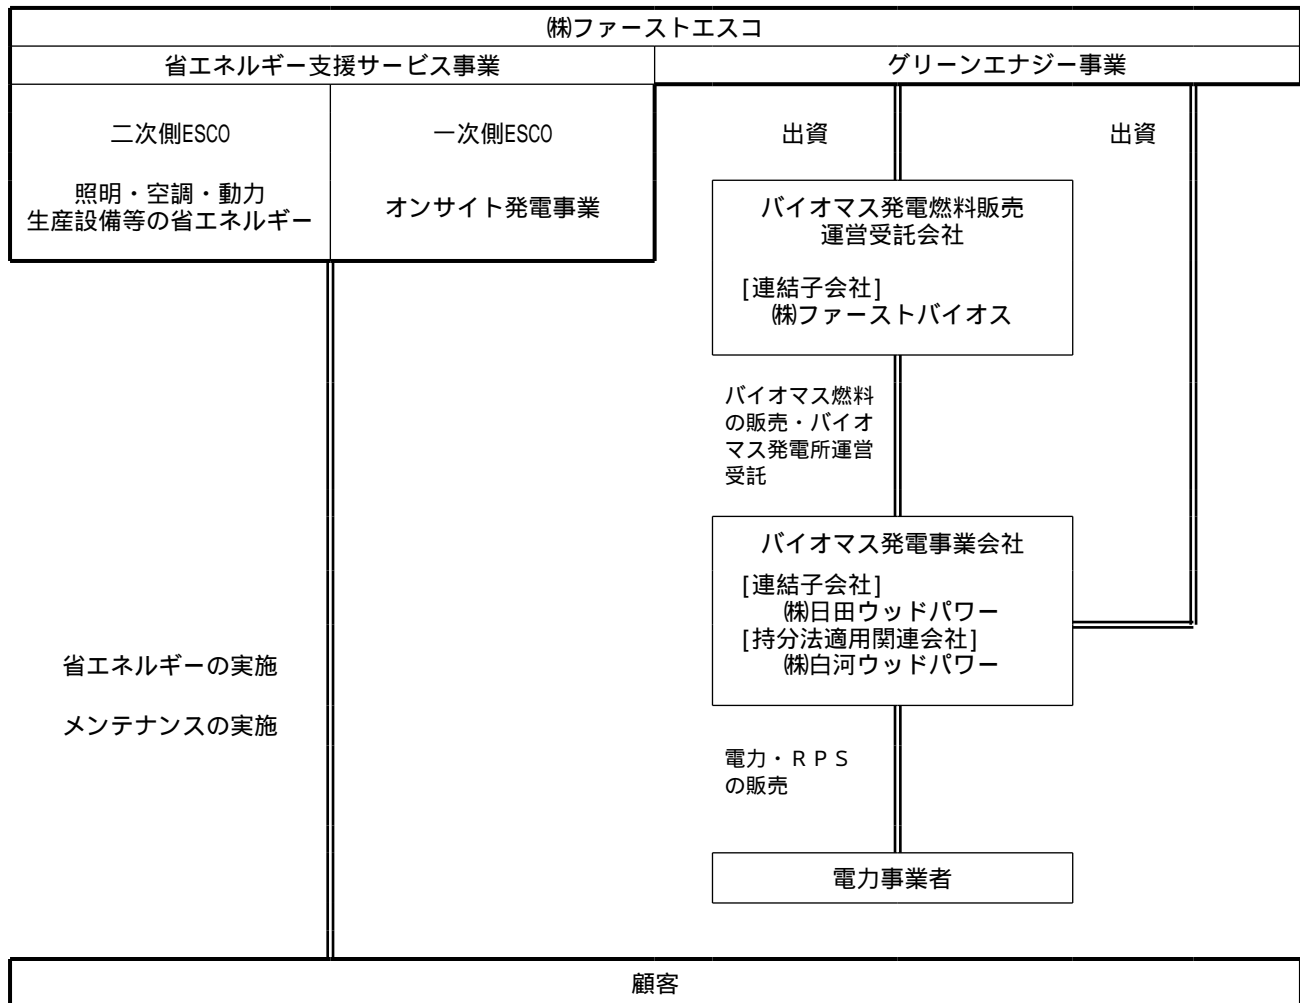 ㈱ファーストエスコ
省エネルギー支援サービス事業
グリーンエナジー事業
二次側ESCO
一次側ESCO
出資
出資
照明・空調・動力
生産設備等の省エネルギー
オンサイト発電事業
バイオマス発電燃料販売
運営受託会社
[連結子会社]
㈱ファーストバイオス
バイオマス燃料
の販売・バイオ
マス発電所運営
受託
バイオマス発電事業会社
[連結子会社]
㈱日田ウッドパワー
[持分法適用関連会社]
㈱白河ウッドパワー
省エネルギーの実施
メンテナンスの実施
電力・ＲＰＳ
の販売
電力事業者
顧客